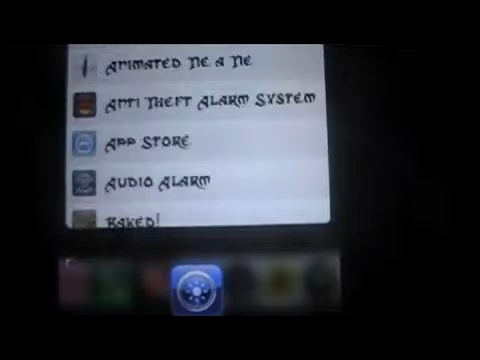 Animated Tie a Tie
Anti Theft Alarm System
App Store
Audio Alarm
Baked!